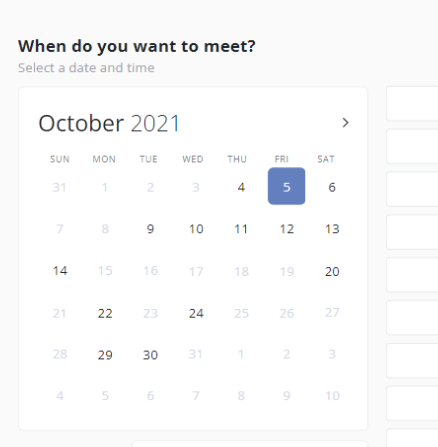 When do you want to meet?
Select a date and time
October 2021
SUN MON TUE WED THU FRI SAT
31 1 2 3 4 5 6
7 8 9 10 11 12 13
14 15 16 17 18 19 20
21 22 23 24 25 26 27
28 29 30 31 1 2 3
4 5 6 7 8 9 10